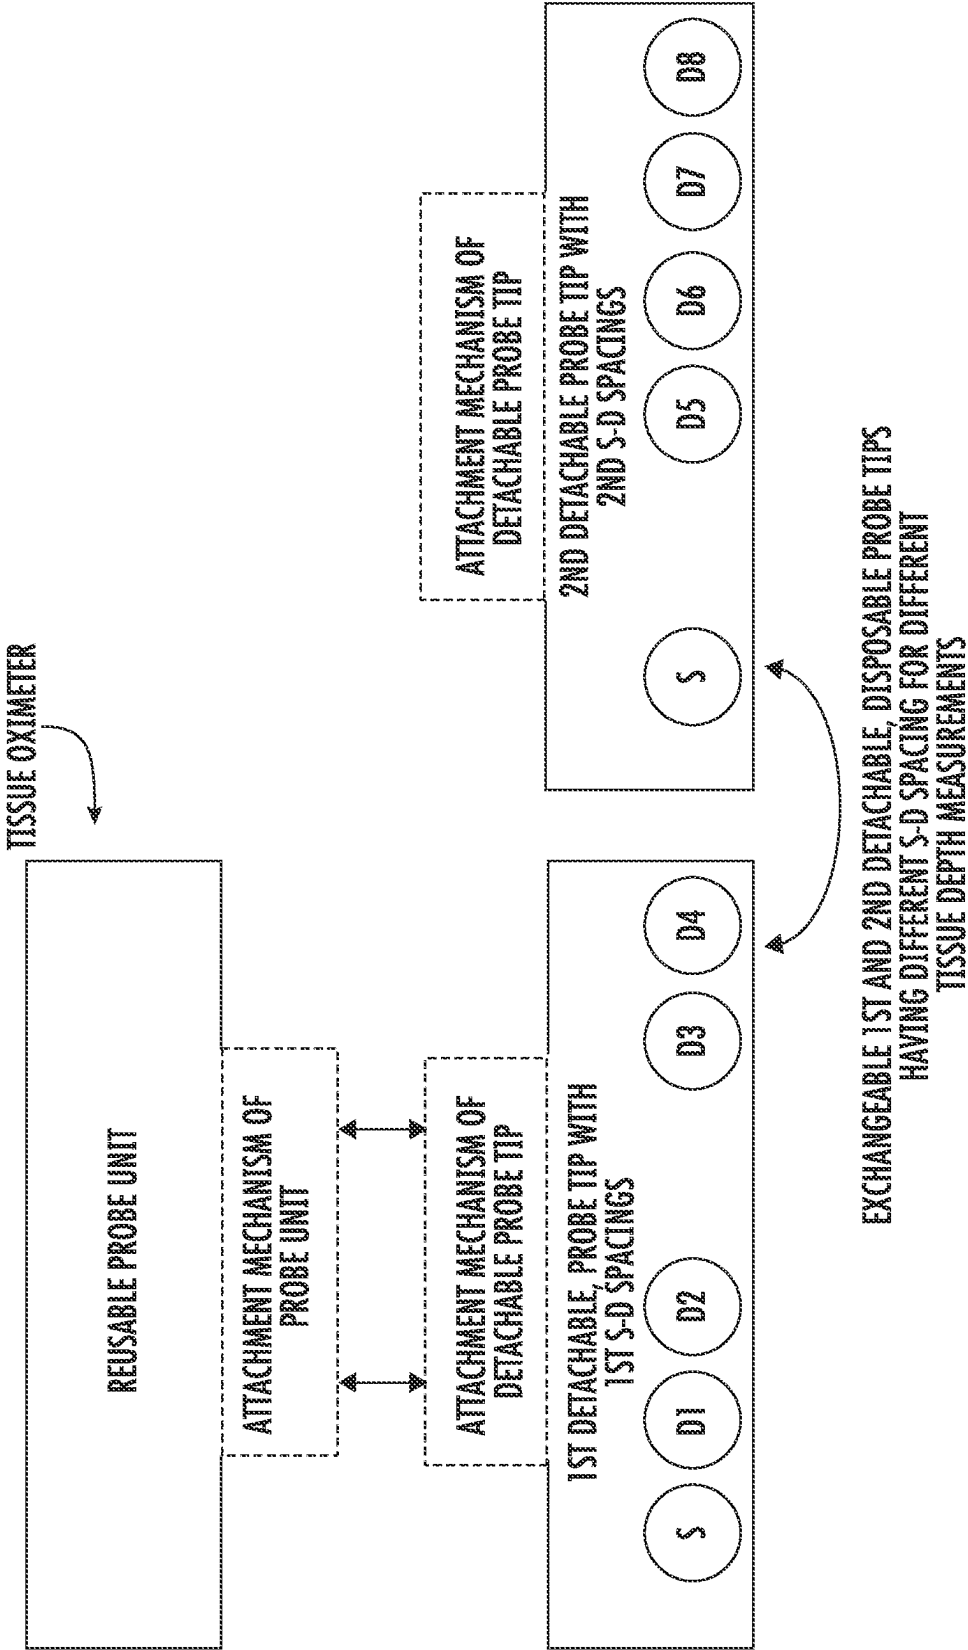 TISSUE OXIMETER
REUSABLE PROBE UNIT
ATTACHMENT MECHANISM OF
PROBE UNIT
ATTACHMENT MECHANISM OF
DETACHABLE PROBE TIP
1ST DETACHABLE, PROBE TIP WITH
1ST S-D SPACINGS
S
D1
D2
D3
D4
ATTACHMENT MECHANISM OF
DETACHABLE PROBE TIP
2ND DETACHABLE PROBE TIP WITH
2ND S-D SPACINGS
S
D5
D6
D7
D8
EXCHANGEABLE 1ST AND 2ND DETACHABLE, DISPOSABLE PROBE TIPS
HAVING DIFFERENT S-D SPACING FOR DIFFERENT
TISSUE DEPTH MEASUREMENTS